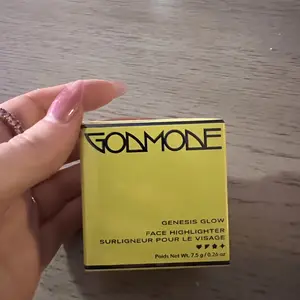 GODMODE
GENESIS GLOW
FACE HIGHLIGHTER
SURLIGNEUR POUR LE VISAGE
Poids Net Wt. 7.5 g / 0.26 oz